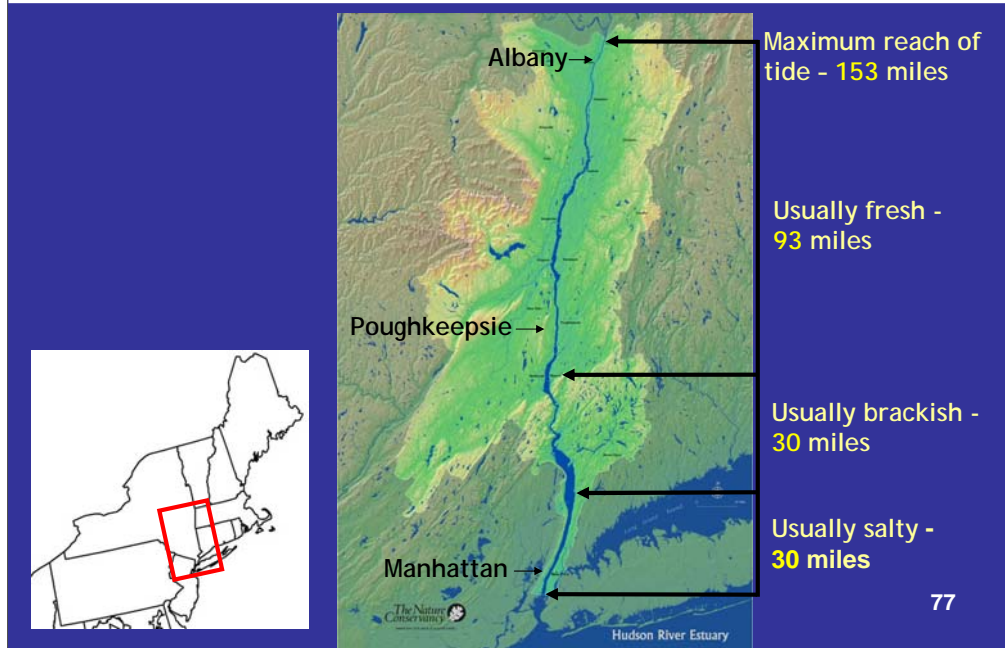 Albany
Maximum reach of
tide - 153 miles
Usually fresh -
93 miles
Poughkeepsie
Usually brackish -
30 miles
Usually salty -
30 miles
Manhattan
The Nature
Conservancy
Hudson River Estuary
77